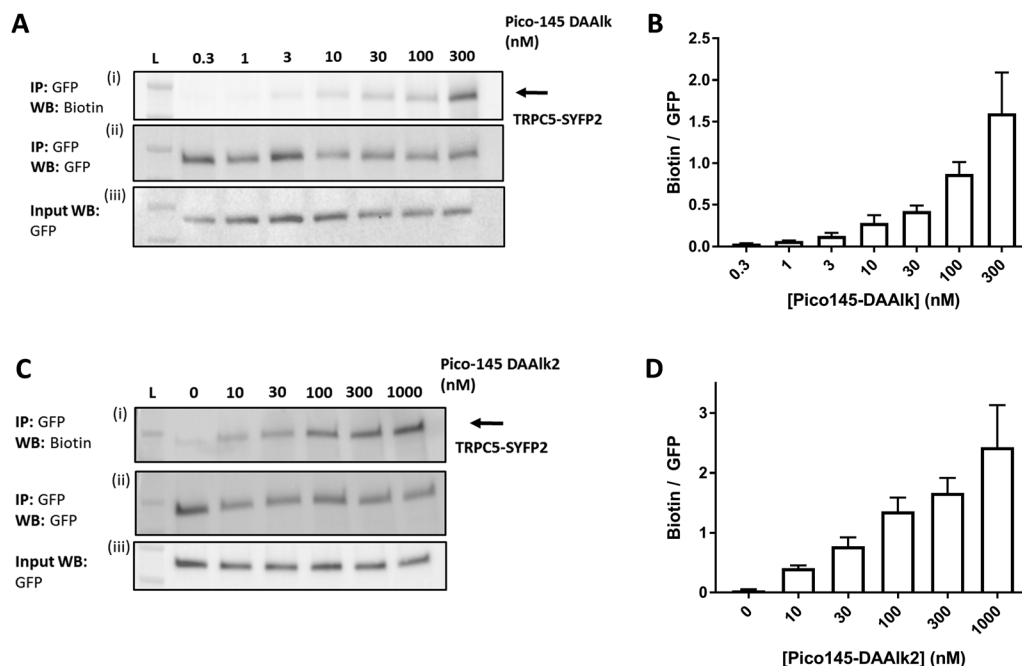 A
Pico-145 DAAlk
(nM)
L 0.3 1 3 10 30 100 300
(i)
IP: GFP
WB: Biotin
TRPC5-SYFP2
(ii)
IP: GFP
WB: GFP
(iii)
Input WB:
GFP
B
Biotin / GFP
2.5
2.0
1.5
1.0
0.5
0.0
0.3 1 3 10 30 100 300
[Pico145-DAAlk] (nM)
C
Pico-145 DAAlk2
(nM)
L 0 10 30 100 300 1000
(i)
IP: GFP
WB: Biotin
TRPC5-SYFP2
(ii)
IP: GFP
WB: GFP
(iii)
Input WB:
GFP
D
Biotin / GFP
3
2
1
0
0 10 30 100 300 1000
[Pico145-DAAlk2] (nM)